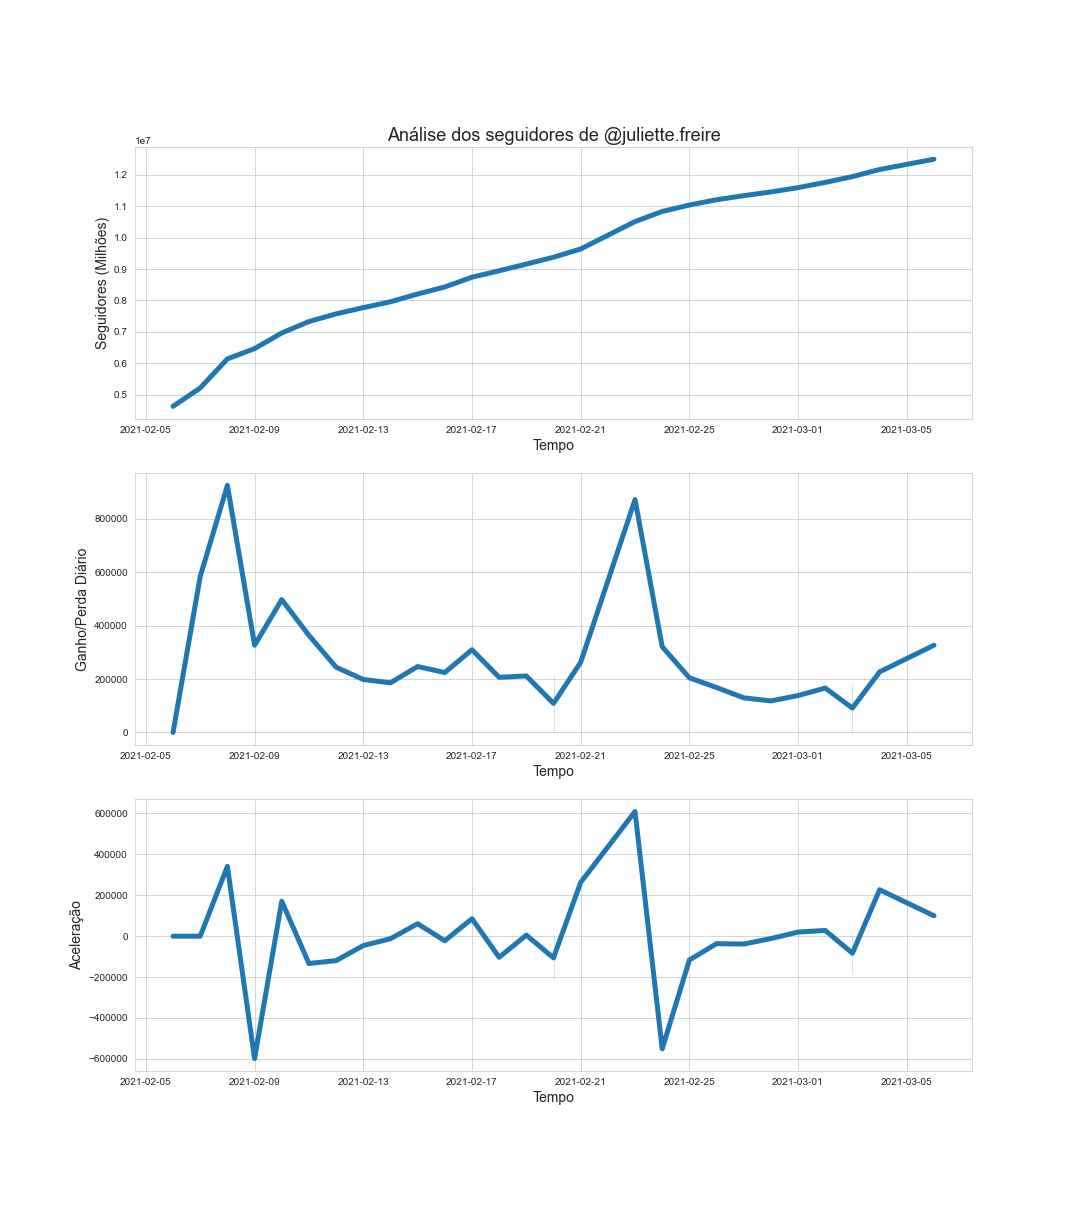 Análise dos seguidores de @juliette.freire
1e7
1.2
1.1
1.0
0.9
0.8
0.7
0.6
0.5
Seguidores (Milhões)
2021-02-05 2021-02-09 2021-02-13 2021-02-17 2021-02-21 2021-02-25 2021-03-01 2021-03-05
Tempo
800000
600000
400000
200000
0
Ganho/Perda Diário
2021-02-05 2021-02-09 2021-02-13 2021-02-17 2021-02-21 2021-02-25 2021-03-01 2021-03-05
Tempo
600000
400000
200000
0
−200000
−400000
−600000
Aceleração
2021-02-05 2021-02-09 2021-02-13 2021-02-17 2021-02-21 2021-02-25 2021-03-01 2021-03-05
Tempo